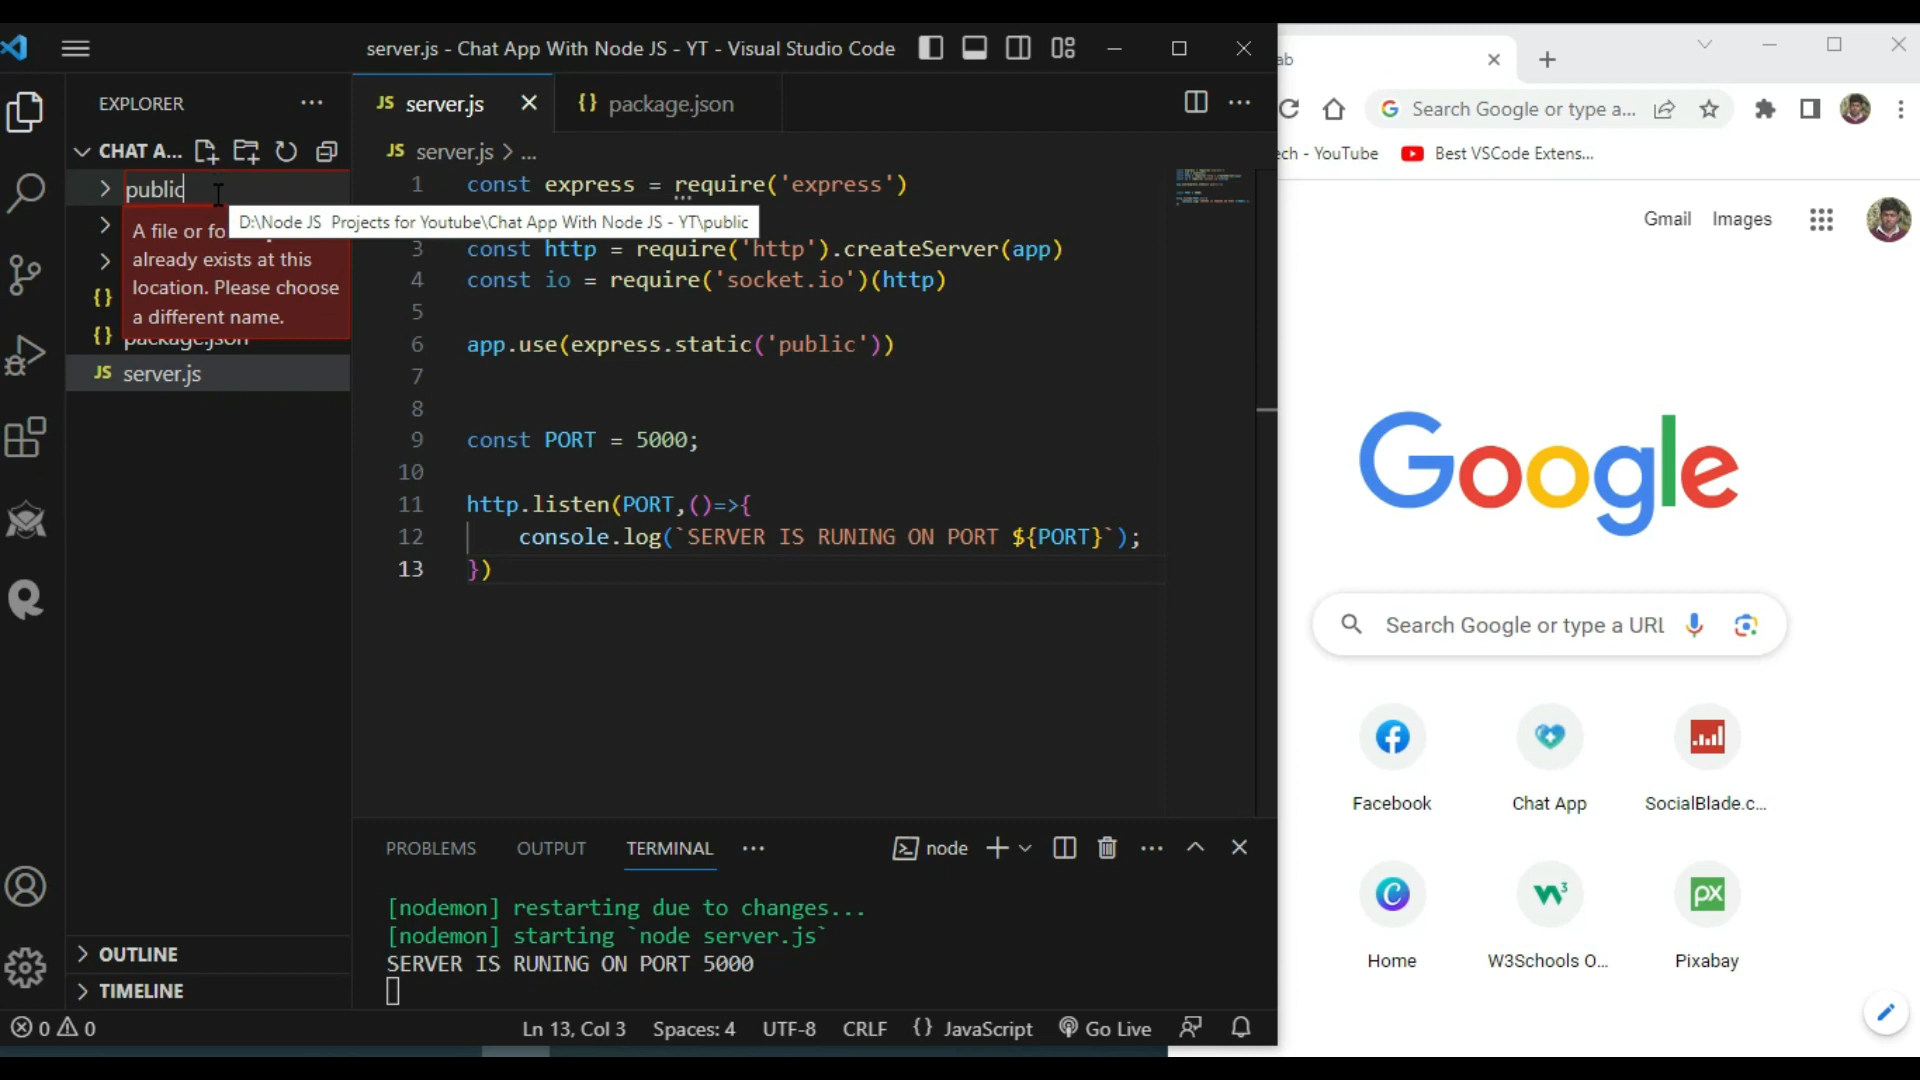 server.js - Chat App With Node JS - YT - Visual Studio Code
EXPLORER
JS server.js
{} package.json
CHAT A...
JS server.js > ...
public
D:\Node JS Projects for Youtube\Chat App With Node JS - YT\public
A file or fo
already exists at this
location. Please choose
a different name.
{}
{} package.json
JS server.js
1 const express = require('express')
3 const http = require('http').createServer(app)
4 const io = require('socket.io')(http)
5
6 app.use(express.static('public'))
7
8
9 const PORT = 5000;
10
11 http.listen(PORT,()=>{
12 console.log(`SERVER IS RUNING ON PORT ${PORT}`);
13 })
PROBLEMS
OUTPUT
TERMINAL
node
[nodemon] restarting due to changes...
[nodemon] starting `node server.js`
SERVER IS RUNING ON PORT 5000
OUTLINE
TIMELINE
0 0
Ln 13, Col 3
Spaces: 4
UTF-8
CRLF
{} JavaScript
Go Live
ab
Search Google or type a...
ech - YouTube
Best VSCode Extens...
Gmail
Images
Google
Search Google or type a URL
Facebook
Chat App
SocialBlade.c...
Home
W3Schools O...
px
Pixabay